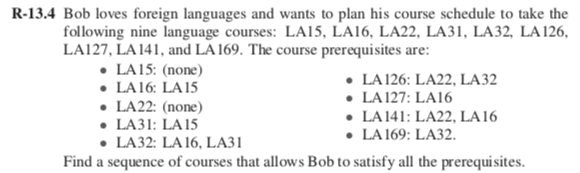 R-13.4 Bob loves foreign languages and wants to plan his course schedule to take the
following nine language courses: LA15, LA16, LA22, LA31, LA32, LA126,
LA127, LA141, and LA169. The course prerequisites are:
• LA15: (none)
• LA16: LA15
• LA22: (none)
• LA31: LA15
• LA32: LA16, LA31
• LA126: LA22, LA32
• LA127: LA16
• LA141: LA22, LA16
• LA169: LA32.
Find a sequence of courses that allows Bob to satisfy all the prerequisites.